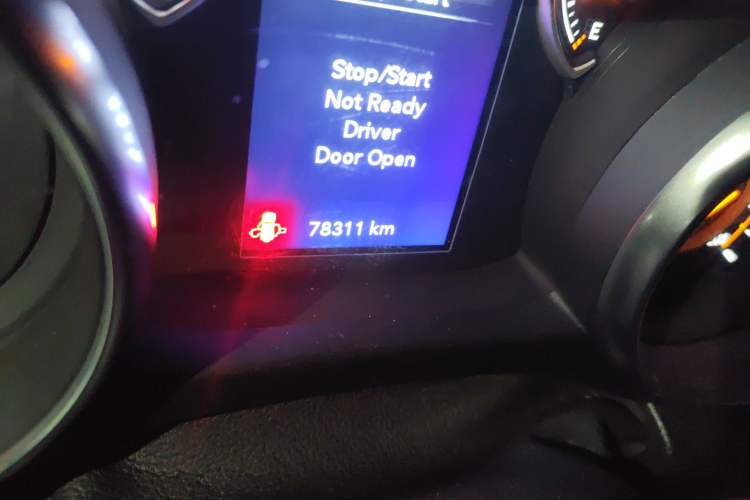 Stop/Start
Not Ready
Driver
Door Open
78311 km
E